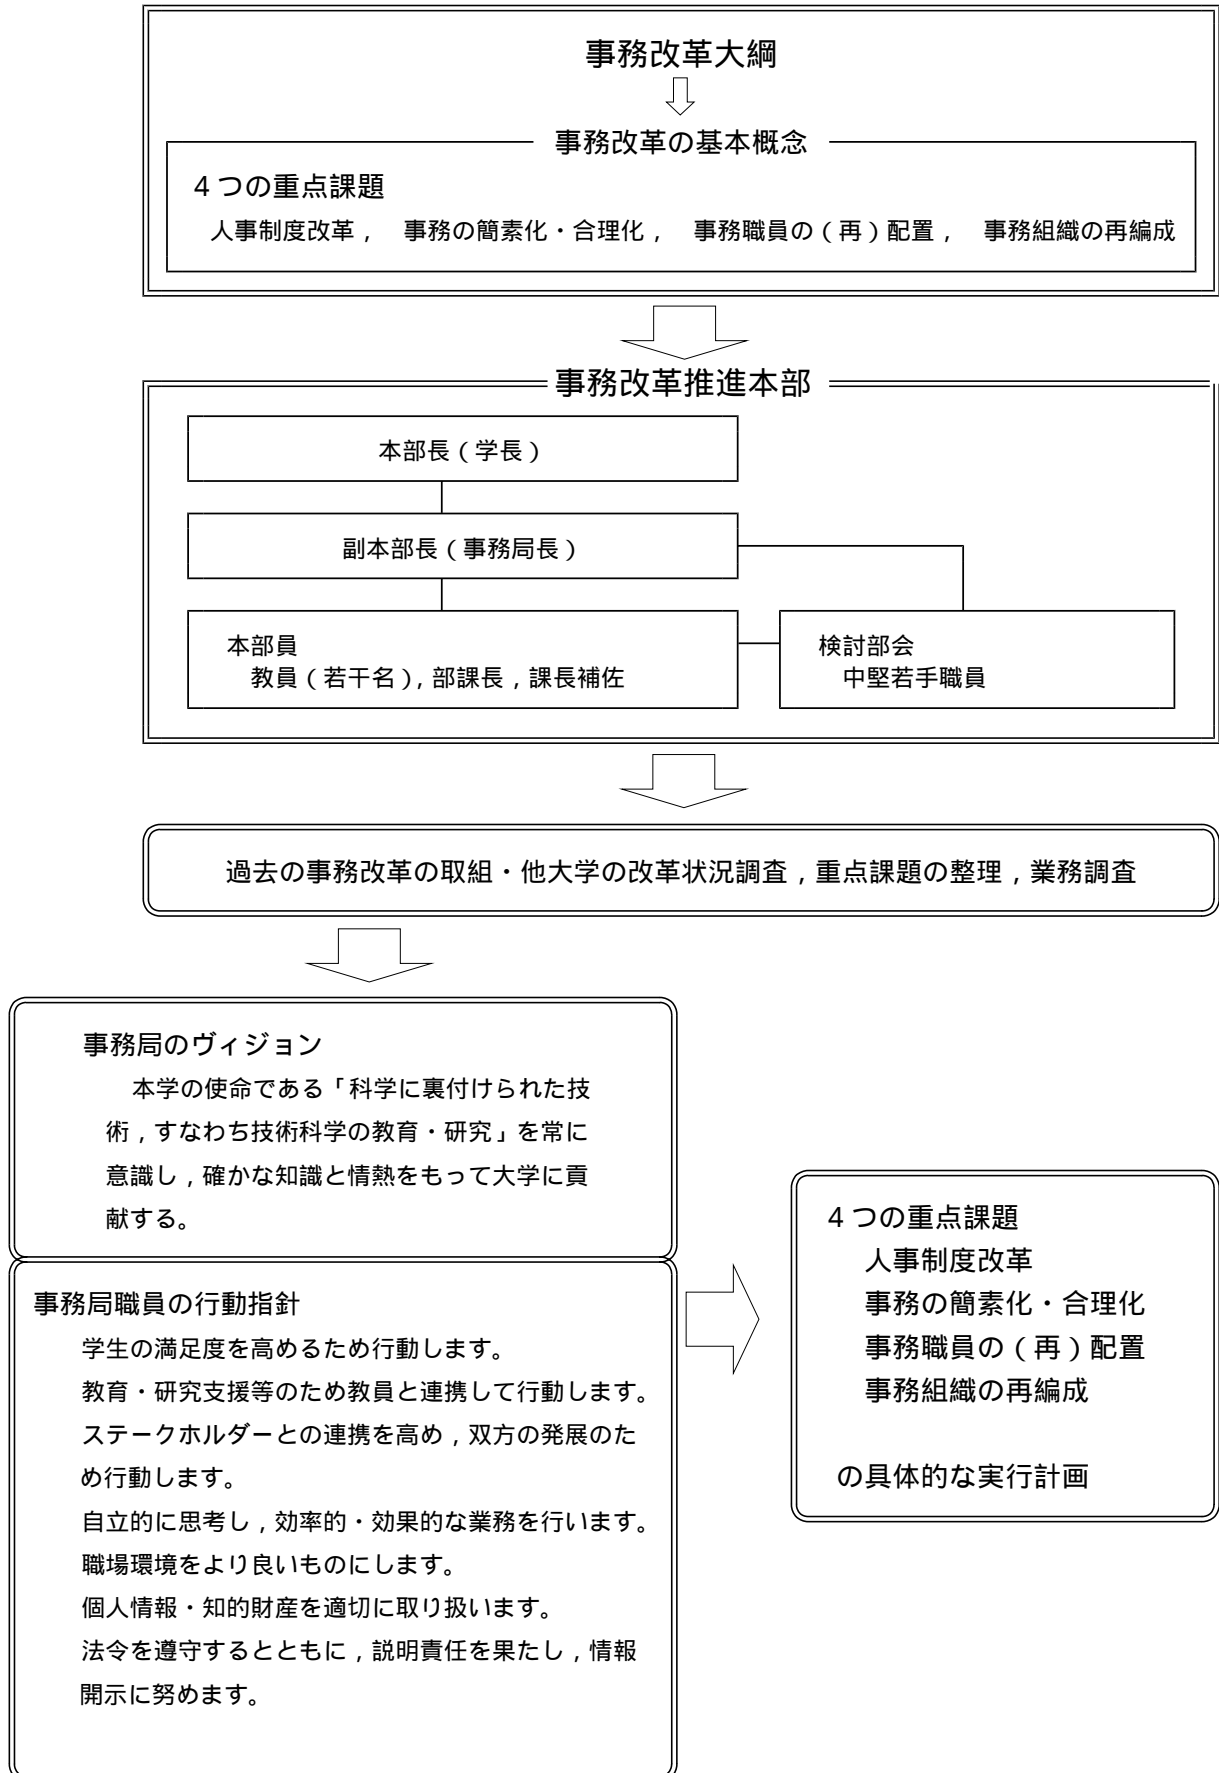 事務改革大綱
事務改革の基本概念
４つの重点課題
人事制度改革，　事務の簡素化・合理化，　事務職員の（再）配置，　事務組織の再編成
事務改革推進本部
本部長（学長）
副本部長（事務局長）
本部員
教員（若干名），部課長，課長補佐
検討部会
中堅若手職員
過去の事務改革の取組・他大学の改革状況調査，重点課題の整理，業務調査
事務局のヴィジョン
本学の使命である「科学に裏付けられた技
術，すなわち技術科学の教育・研究」を常に
意識し，確かな知識と情熱をもって大学に貢
献する。
事務局職員の行動指針
学生の満足度を高めるため行動します。
教育・研究支援等のため教員と連携して行動します。
ステークホルダーとの連携を高め，双方の発展のた
め行動します。
自立的に思考し，効率的・効果的な業務を行います。
職場環境をより良いものにします。
個人情報・知的財産を適切に取り扱います。
法令を遵守するとともに，説明責任を果たし，情報
開示に努めます。
４つの重点課題
人事制度改革
事務の簡素化・合理化
事務職員の（再）配置
事務組織の再編成
の具体的な実行計画